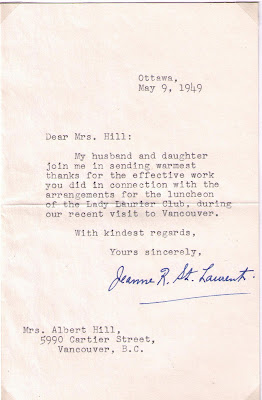 Ottawa,
May 9, 1949
Dear Mrs. Hill:
My husband and daughter
join me in sending warmest
thanks for the effective work
you did in connection with the
arrangements for the luncheon
of the Lady Laurier Club, during
our recent visit to Vancouver.
With kindest regards,
Yours sincerely,
Jeanne R. St. Laurent.
Mrs. Albert Hill,
5990 Cartier Street,
Vancouver, B.C.